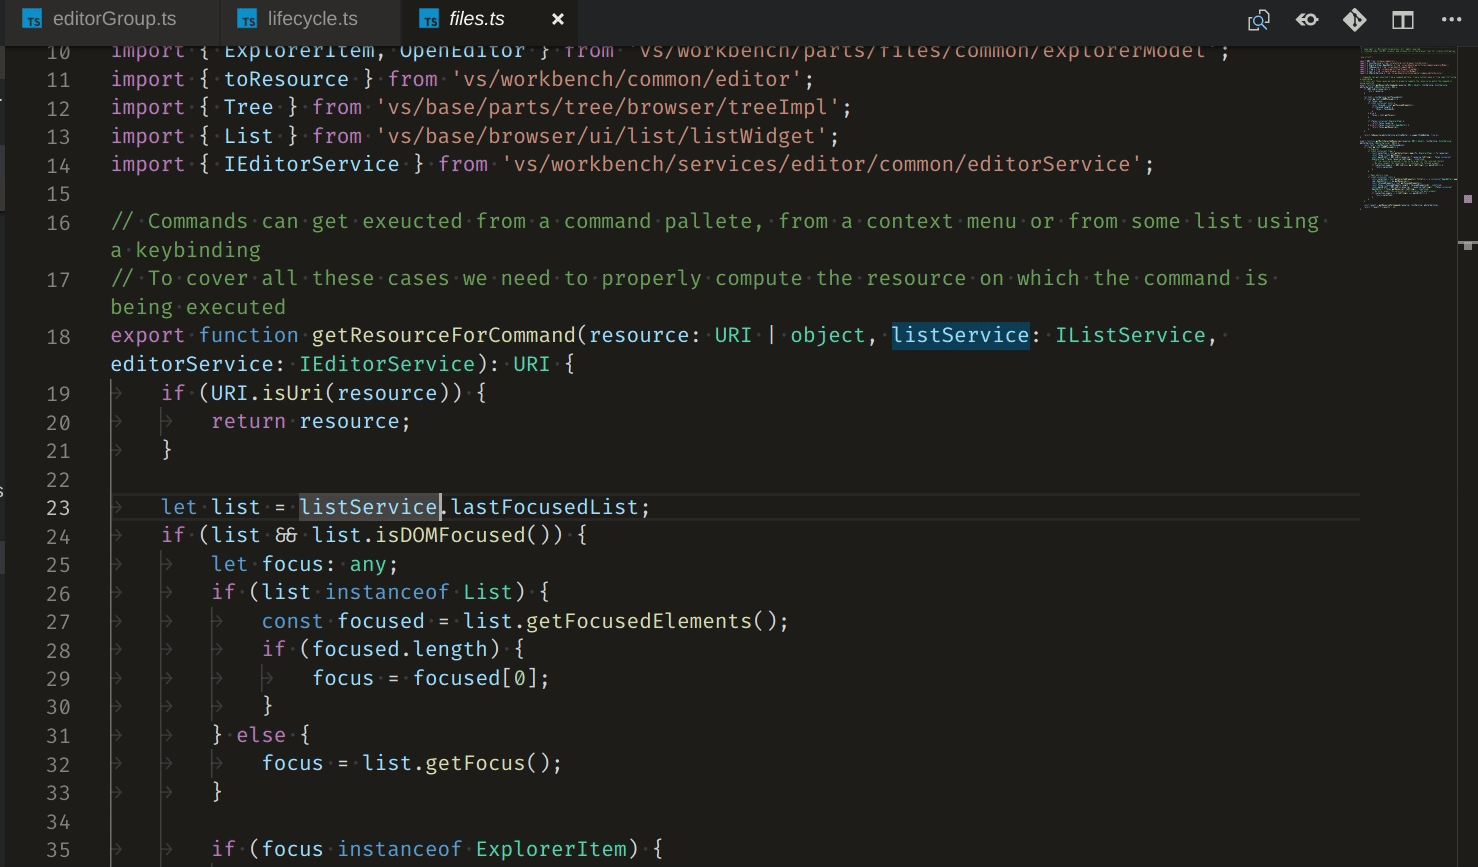 TS editorGroup.ts TS lifecycle.ts TS files.ts × ...
10 import { ExplorerItem, OpenEditor } from 'vs/workbench/parts/files/common/explorerModel';
11 import { toResource } from 'vs/workbench/common/editor';
12 import { Tree } from 'vs/base/parts/tree/browser/treeImpl';
13 import { List } from 'vs/base/browser/ui/list/listWidget';
14 import { IEditorService } from 'vs/workbench/services/editor/common/editorService';
15
16 // Commands can get exeucted from a command pallete, from a context menu or from some list using
a keybinding
17 // To cover all these cases we need to properly compute the resource on which the command is
being executed
18 export function getResourceForCommand(resource: URI | object, listService: IListService,
editorService: IEditorService): URI {
19 if (URI.isUri(resource)) {
20 return resource;
21 }
22
23 let list = listService.lastFocusedList;
24 if (list && list.isDOMFocused()) {
25 let focus: any;
26 if (list instanceof List) {
27 const focused = list.getFocusedElements();
28 if (focused.length) {
29 focus = focused[0];
30 }
31 } else {
32 focus = list.getFocus();
33 }
34
35 if (focus instanceof ExplorerItem) {